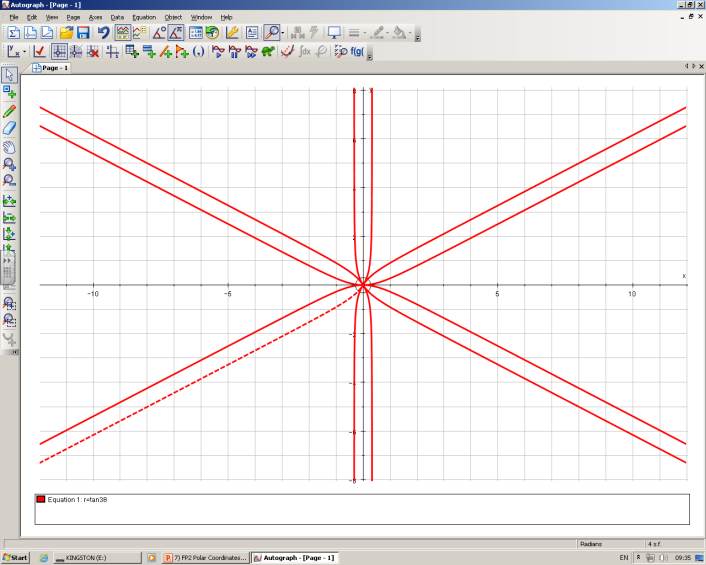 Autograph - [Page - 1]
File Edit View Page Axes Data Equation Object Window Help
f(g(
Page - 1
8
x
-10 -5 5 10
Equation 1: r=tan3θ
Radians 4 s.f.
Start KINGSTON (E:) 7) FP2 Polar Coordinates... Autograph - [Page - 1] EN 09:35